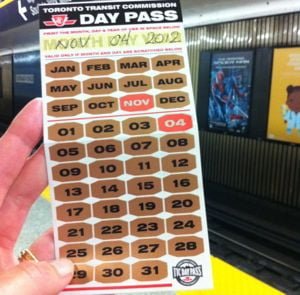 TORONTO TRANSIT COMMISSION
DAY PASS
PRINT THE MONTH, DAY & YEAR OF USE IN SPACE BELOW
NOV 04 2012
VALID ONLY IF MONTH AND DAY ARE SCRATCHED BELOW
JAN FEB MAR APR
MAY JUN JUL AUG
SEP OCT NOV DEC
01 02 03 04
05 06 07 08
09 10 11 12
13 14 15 16
17 18 19 20
21 22 23 24
25 26 27 28
29 30 31
TTC DAY PASS